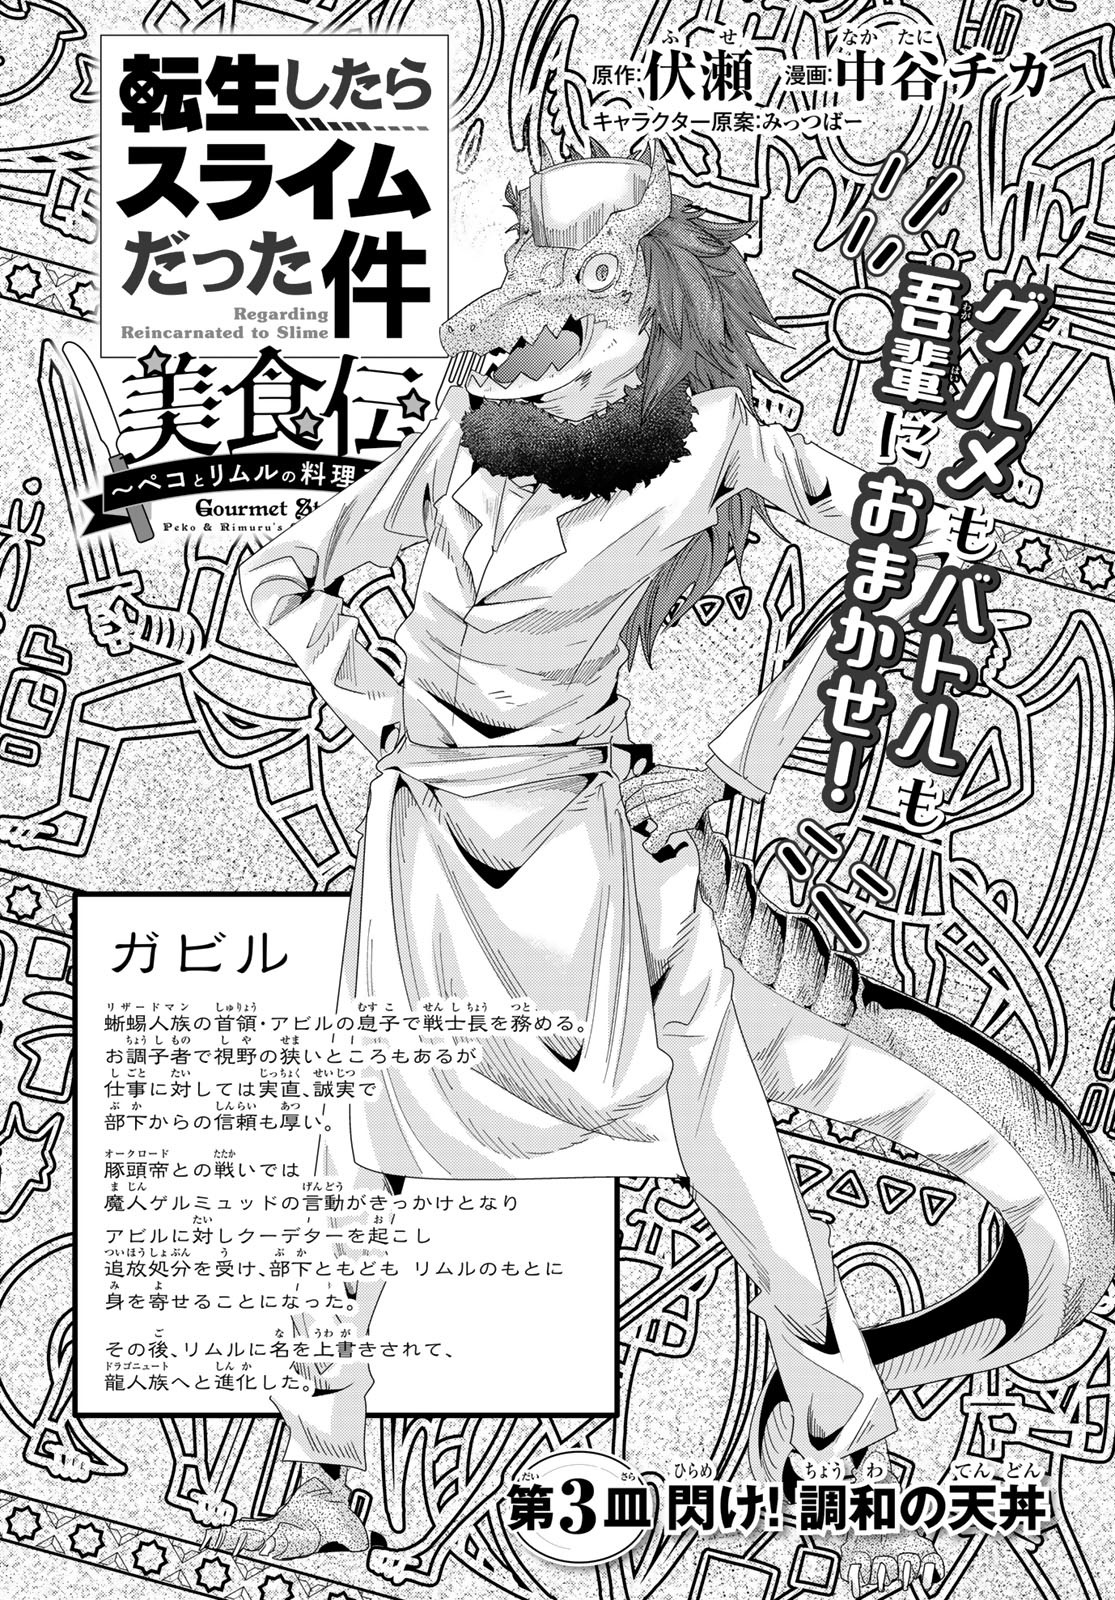 原作:伏瀬 漫画:中谷チカ
キャラクター原案:みっつばー
転生したら
スライム
だった件
Regarding
Reincarnated to Slime
美食伝
〜ペコとリムルの料理
Gourmet
Peko & Rimuru's
グルメもバトルも
吾輩におまかせ!
ガビル
蜥蜴人族の首領・アビルの息子で戦士長を務める。
お調子者で視野の狭いところもあるが
仕事に対しては実直、誠実で
部下からの信頼も厚い。
豚頭帝との戦いでは
魔人ゲルミュッドの言動がきっかけとなり
アビルに対しクーデターを起こし
追放処分を受け、部下ともども リムルのもとに
身を寄せることになった。
その後、リムルに名を上書きされて、
龍人族へと進化した。
第3皿 閃け! 調和の天丼